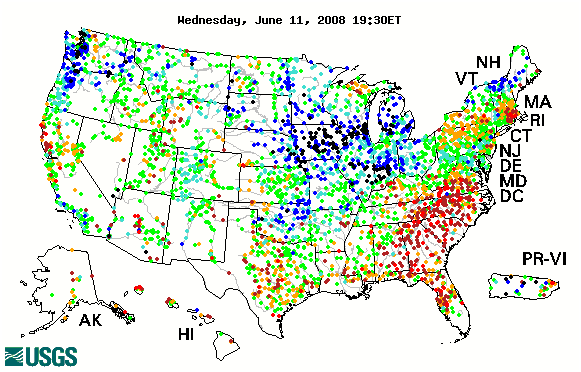 Wednesday, June 11, 2008 19:30ET
NH
VT
MA
RI
CT
NJ
DE
MD
DC
PR-VI
AK
HI
USGS